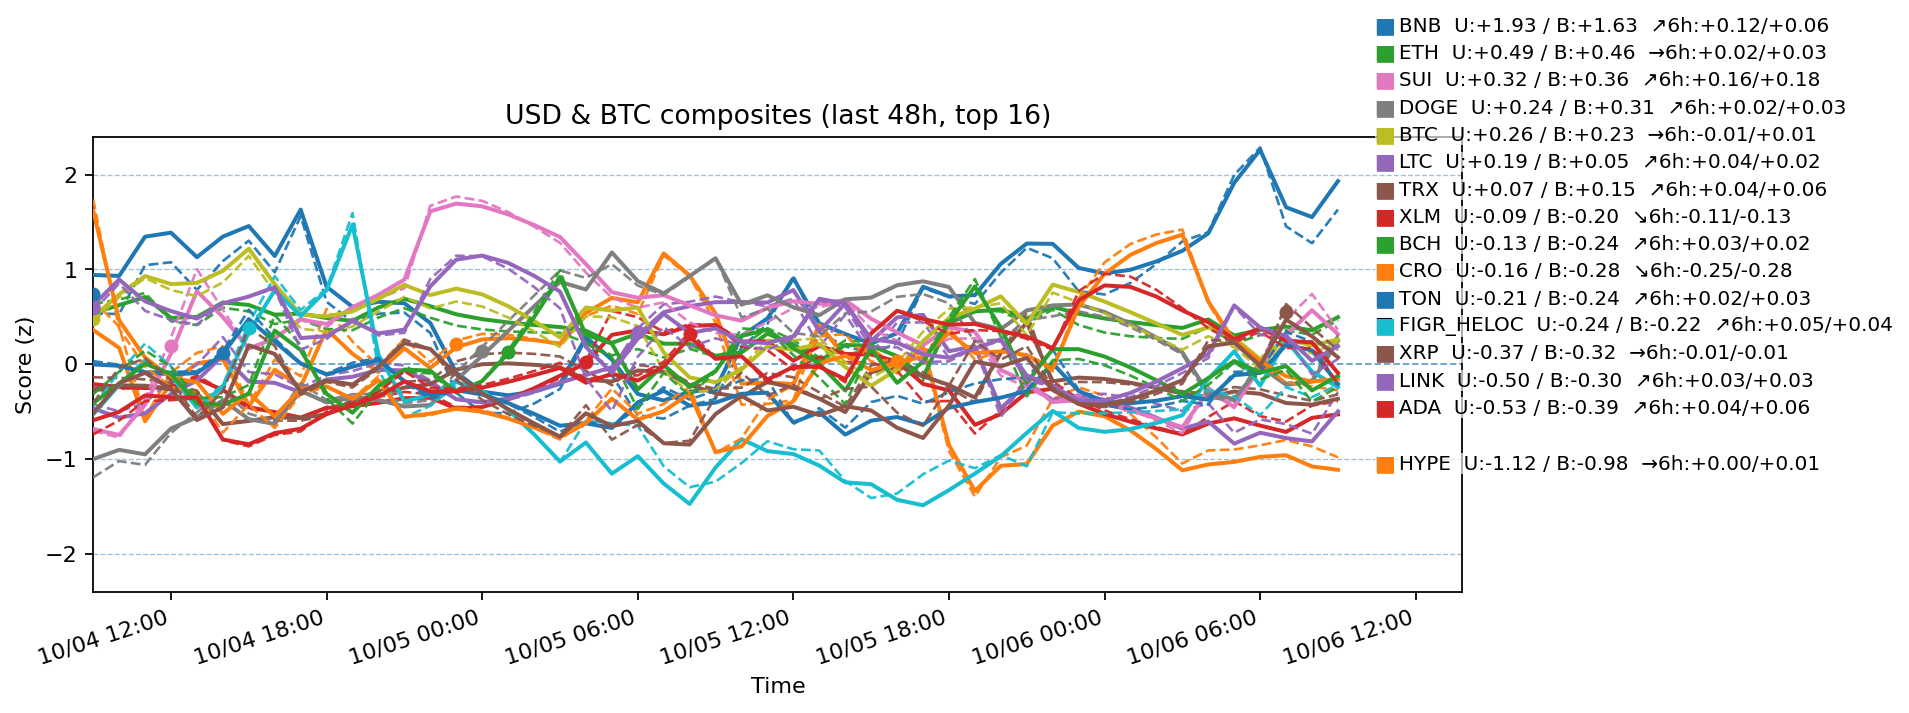 BNB U:+1.93 / B:+1.63 ↗6h:+0.12/+0.06
ETH U:+0.49 / B:+0.46 →6h:+0.02/+0.03
SUI U:+0.32 / B:+0.36 ↗6h:+0.16/+0.18
DOGE U:+0.24 / B:+0.31 ↗6h:+0.02/+0.03
BTC U:+0.26 / B:+0.23 →6h:-0.01/+0.01
LTC U:+0.19 / B:+0.05 ↗6h:+0.04/+0.02
TRX U:+0.07 / B:+0.15 ↗6h:+0.04/+0.06
XLM U:-0.09 / B:-0.20 ↘6h:-0.11/-0.13
BCH U:-0.13 / B:-0.24 ↗6h:+0.03/+0.02
CRO U:-0.16 / B:-0.28 ↘6h:-0.25/-0.28
TON U:-0.21 / B:-0.24 ↗6h:+0.02/+0.03
FIGR_HELOC U:-0.24 / B:-0.22 ↗6h:+0.05/+0.04
XRP U:-0.37 / B:-0.32 →6h:-0.01/-0.01
LINK U:-0.50 / B:-0.30 ↗6h:+0.03/+0.03
ADA U:-0.53 / B:-0.39 ↗6h:+0.04/+0.06
HYPE U:-1.12 / B:-0.98 →6h:+0.00/+0.01
USD & BTC composites (last 48h, top 16)
Score (z)
2
1
0
−1
−2
10/04 12:00
10/04 18:00
10/05 00:00
10/05 06:00
10/05 12:00
10/05 18:00
10/06 00:00
10/06 06:00
10/06 12:00
Time